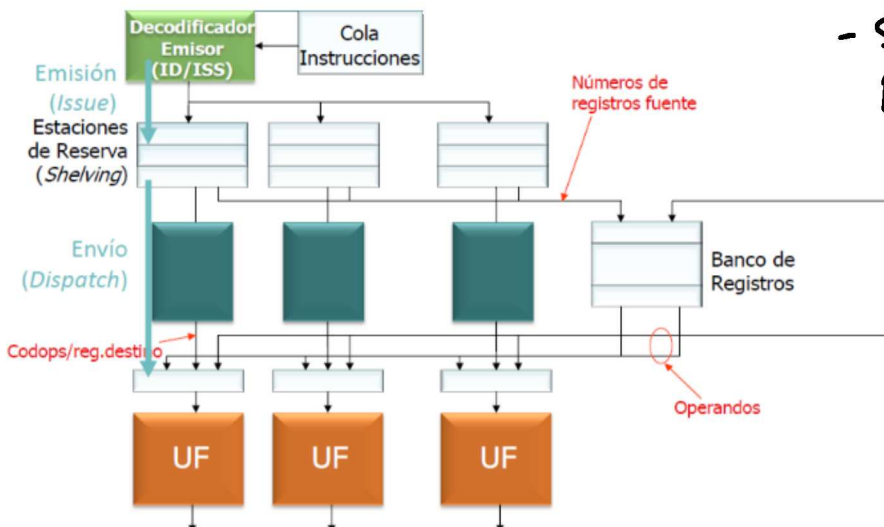 Decodificador
Emisor
(ID/ISS)
Cola
Instrucciones
Emisión
(Issue)
Números de
registros fuente
Estaciones
de Reserva
(Shelving)
Envío
(Dispatch)
Banco de
Registros
Codops/reg.destino
Operandos
UF
UF
UF